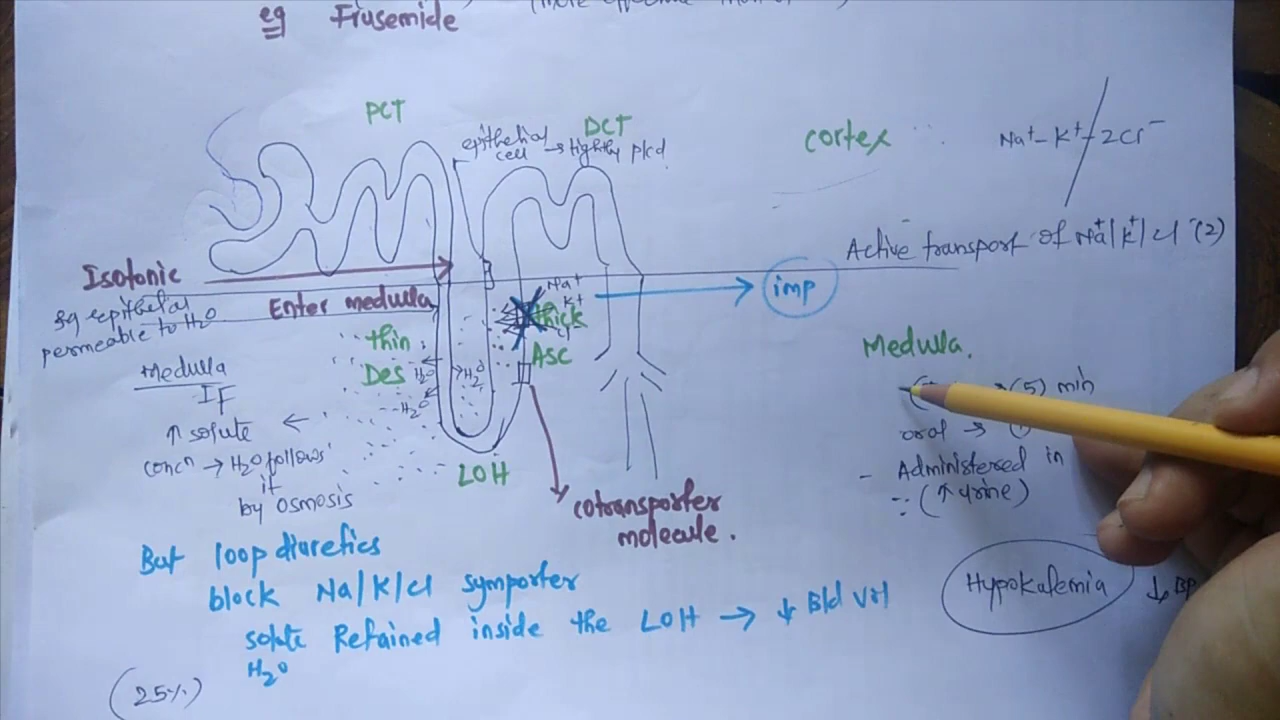 eg Frusemide
PCT
epithelial cell → tightly pkd
DCT
cortex
Na⁺-K⁺-2Cl⁻
Active transport of Na⁺/K⁺/Cl⁻(2)
Isotonic
Enter medulla
sq epithelial
permeable to H₂O
Na⁺
K⁺
imp
thin
thick
Des
ASC
H₂O
H₂O
H₂O
Medulla.
Medulla
IF
↑ solute
concn → H₂O follows
it
by osmosis
LOH
cotransporter
molecule.
(5) min
oral →
- Administered in
∵ (↑ urine)
But loop diuretics
block Na/K/Cl symporter
solute Retained inside the LOH → ↓ Bld Vol
H₂O
Hypokalemia
↓ BP
(25%)